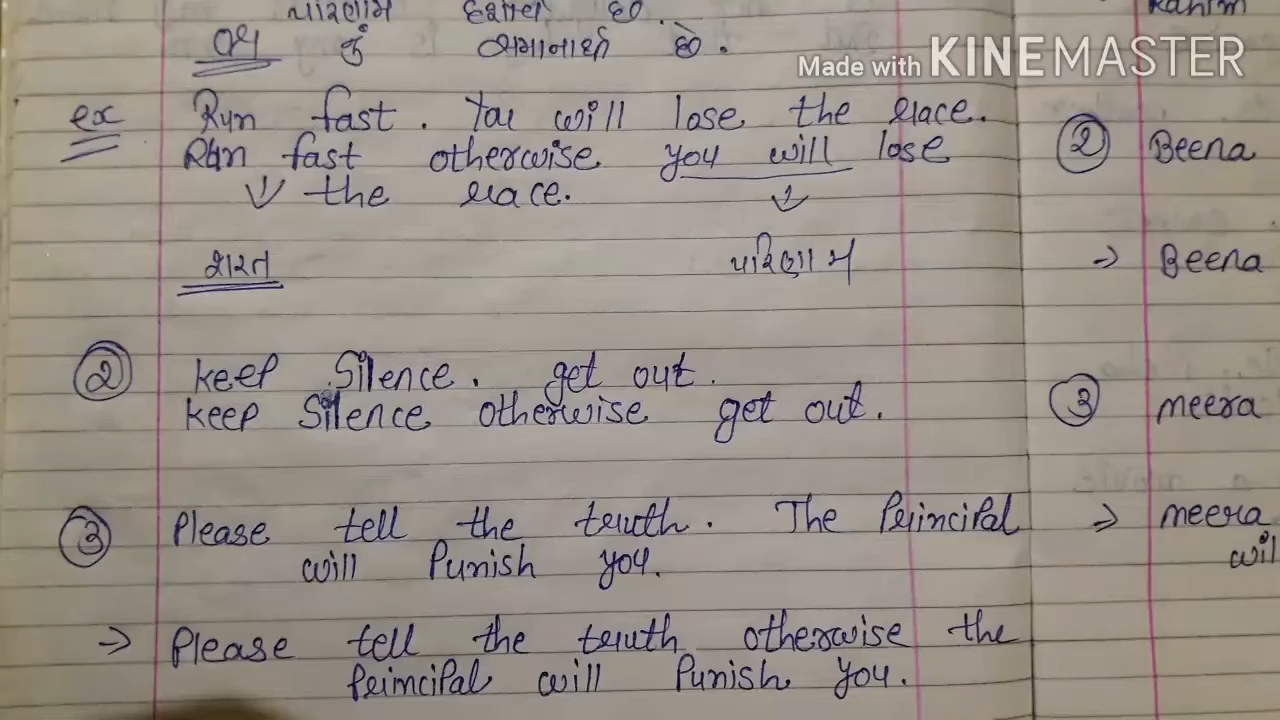 પરિણામ દર્શાવે છે.
નું સમાનાર્થી છે.
Made with KINEMASTER
ex Run fast. You will lose the race.
Run fast otherwise you will lose
the race.
શરત પરિણામ
② keep Silence. get out.
keep Silence otherwise get out.
③ Please tell the truth. The Principal
will Punish you.
⇒ Please tell the truth otherwise the
Principal will Punish you.
Rahim
② Beena
⇒ Beena
③ meera
⇒ meera
wil